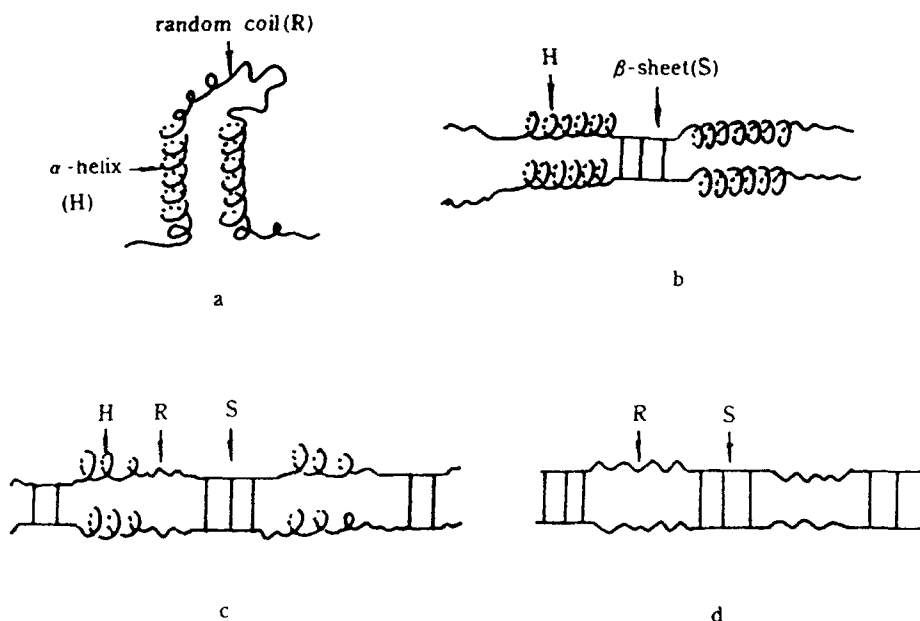 random coil(R)
α-helix
(H)
a
H
β-sheet(S)
b
H R S
c
R S
d